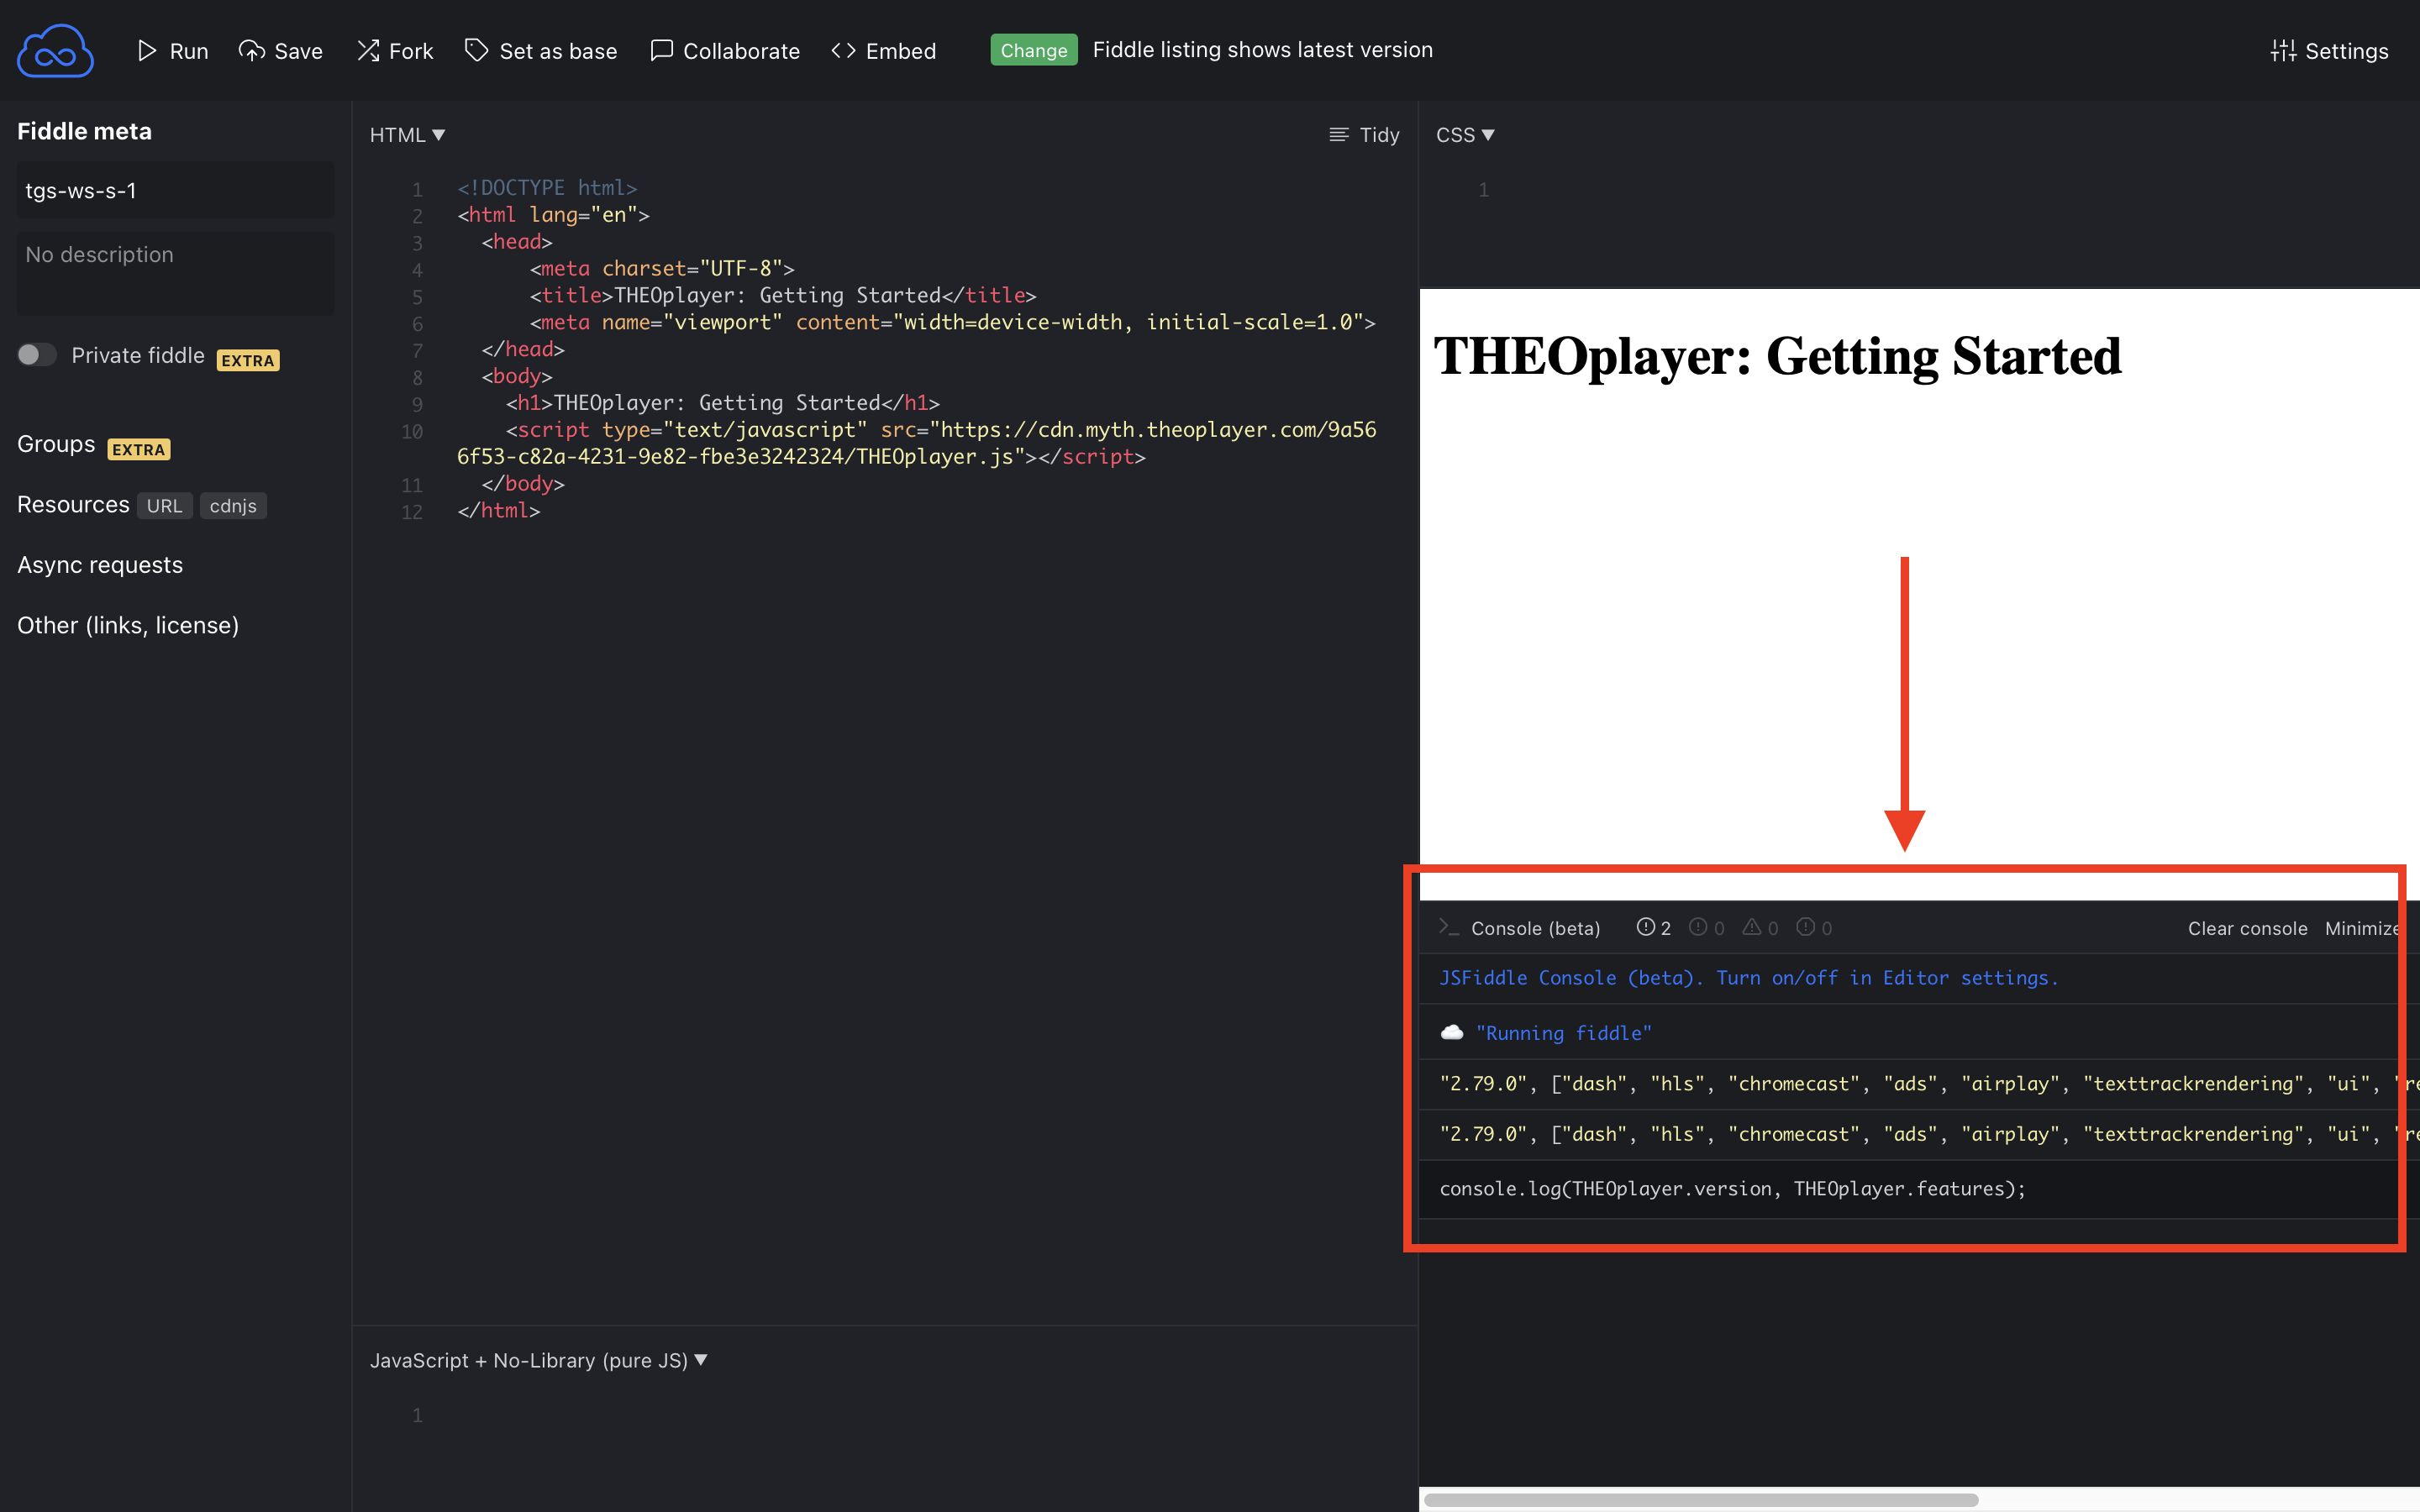 Run Save Fork Set as base Collaborate Embed Change Fiddle listing shows latest version Settings
Fiddle meta
tgs-ws-s-1
No description
Private fiddle EXTRA
Groups EXTRA
Resources URL cdnjs
Async requests
Other (links, license)
HTML ▼ Tidy
1 <!DOCTYPE html>
2 <html lang="en">
3 <head>
4 <meta charset="UTF-8">
5 <title>THEOplayer: Getting Started</title>
6 <meta name="viewport" content="width=device-width, initial-scale=1.0">
7 </head>
8 <body>
9 <h1>THEOplayer: Getting Started</h1>
10 <script type="text/javascript" src="https://cdn.myth.theoplayer.com/9a56
6f53-c82a-4231-9e82-fbe3e3242324/THEOplayer.js"></script>
11 </body>
12 </html>
JavaScript + No-Library (pure JS) ▼
1
CSS ▼
1
THEOplayer: Getting Started
>_ Console (beta) 2 0 0 0 Clear console Minimize
JSFiddle Console (beta). Turn on/off in Editor settings.
"Running fiddle"
"2.79.0", ["dash", "hls", "chromecast", "ads", "airplay", "texttrackrendering", "ui", "re
"2.79.0", ["dash", "hls", "chromecast", "ads", "airplay", "texttrackrendering", "ui", "re
console.log(THEOplayer.version, THEOplayer.features);